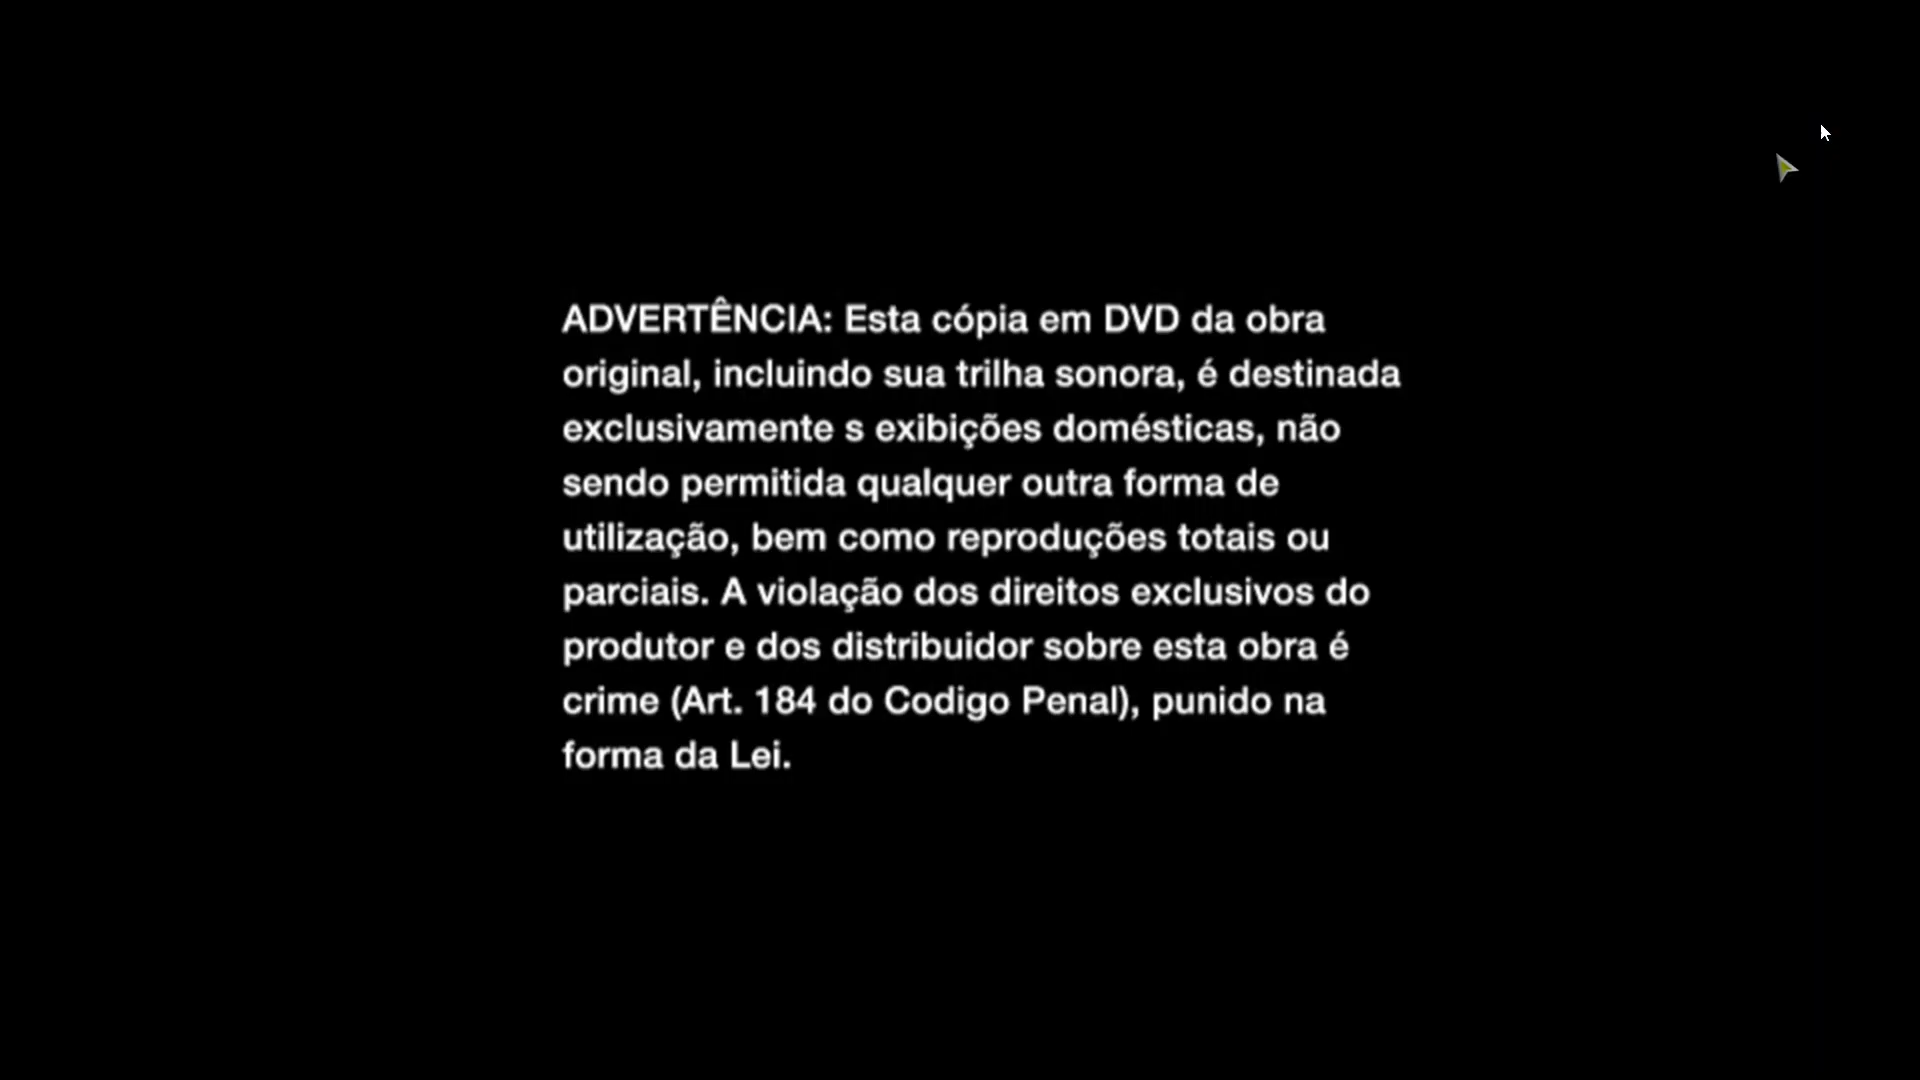 ADVERTÊNCIA: Esta cópia em DVD da obra
original, incluindo sua trilha sonora, é destinada
exclusivamente s exibições domésticas, não
sendo permitida qualquer outra forma de
utilização, bem como reproduções totais ou
parciais. A violação dos direitos exclusivos do
produtor e dos distribuidor sobre esta obra é
crime (Art. 184 do Codigo Penal), punido na
forma da Lei.